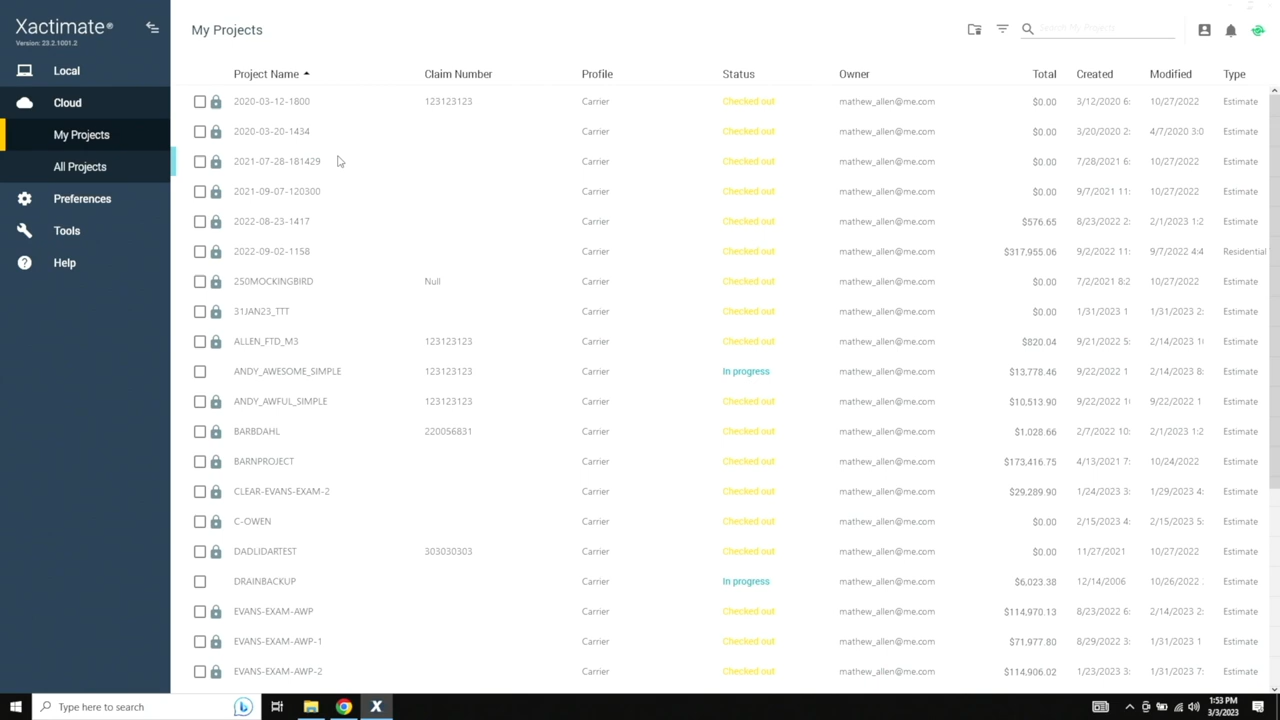 Xactimate®
Version: 23.2.1001.2
Local
Cloud
My Projects
All Projects
Preferences
Tools
Help
My Projects
Search My Projects
Project Name Claim Number Profile Status Owner Total Created Modified Type
2020-03-12-1800 123123123 Carrier Checked out mathew_allen@me.com $0.00 3/12/2020 6: 10/27/2022 Estimate
2020-03-20-1434 Carrier Checked out mathew_allen@me.com $0.00 3/20/2020 2: 4/7/2020 3:0 Estimate
2021-07-28-181429 Carrier Checked out mathew_allen@me.com $0.00 7/28/2021 6: 10/27/2022 Estimate
2021-09-07-120300 Carrier Checked out mathew_allen@me.com $0.00 9/7/2021 11: 10/27/2022 Estimate
2022-08-23-1417 Carrier Checked out mathew_allen@me.com $576.65 8/23/2022 2: 2/1/2023 1:2 Estimate
2022-09-02-1158 Carrier Checked out mathew_allen@me.com $317,955.06 9/2/2022 11: 9/7/2022 4:4 Residential
250MOCKINGBIRD Null Carrier Checked out mathew_allen@me.com $0.00 7/2/2021 8:2 10/27/2022 Estimate
31JAN23_TTT Carrier Checked out mathew_allen@me.com $0.00 1/31/2023 1 1/31/2023 2: Estimate
ALLEN_FTD_M3 123123123 Carrier Checked out mathew_allen@me.com $820.04 9/21/2022 5: 2/14/2023 1 Estimate
ANDY_AWESOME_SIMPLE 123123123 Carrier In progress mathew_allen@me.com $13,778.46 9/22/2022 1 2/14/2023 8: Estimate
ANDY_AWFUL_SIMPLE 123123123 Carrier Checked out mathew_allen@me.com $10,513.90 9/22/2022 1 9/23/2022 1 Estimate
BARBDAHL 220056831 Carrier Checked out mathew_allen@me.com $1,028.66 2/7/2022 10: 2/1/2023 1:2 Estimate
BARNPROJECT Carrier Checked out mathew_allen@me.com $173,416.75 4/13/2021 7: 10/24/2022 Estimate
CLEAR-EVANS-EXAM-2 Carrier Checked out mathew_allen@me.com $29,289.90 1/24/2023 3: 1/29/2023 4: Estimate
C-OWEN Carrier Checked out mathew_allen@me.com $0.00 2/15/2023 4: 2/15/2023 5: Estimate
DADLIDARTEST 303030303 Carrier Checked out mathew_allen@me.com $0.00 11/27/2021 10/27/2022 Estimate
DRAINBACKUP Carrier In progress mathew_allen@me.com $6,023.38 12/14/2006 10/26/2022 Estimate
EVANS-EXAM-AWP Carrier Checked out mathew_allen@me.com $114,970.13 8/23/2022 6: 2/14/2023 2: Estimate
EVANS-EXAM-AWP-1 Carrier Checked out mathew_allen@me.com $71,977.80 8/29/2022 3: 1/31/2023 1 Estimate
EVANS-EXAM-AWP-2 Carrier Checked out mathew_allen@me.com $114,906.02 1/23/2023 3: 1/31/2023 7: Estimate
Type here to search
1:53 PM
3/3/2023